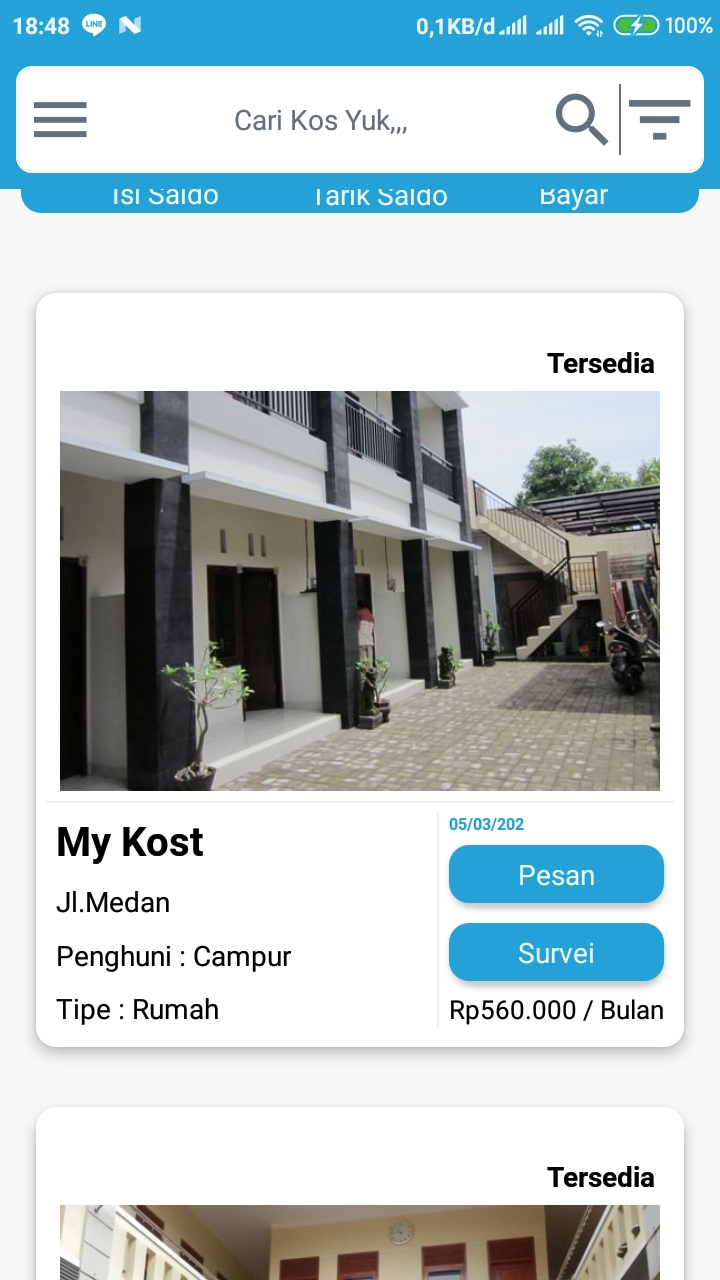 18:48 LINE 0,1KB/d 100%
Cari Kos Yuk,,,
Isi Saldo Tarik Saldo Bayar
Tersedia
My Kost
Jl.Medan
Penghuni : Campur
Tipe : Rumah
05/03/202
Pesan
Survei
Rp560.000 / Bulan
Tersedia